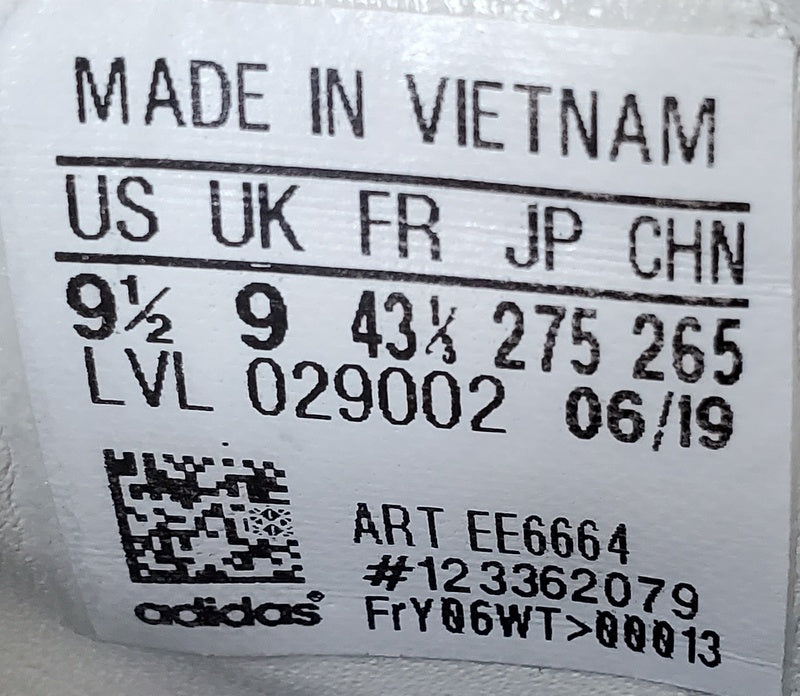 MADE IN VIETNAM
US UK FR JP CHN
9½ 9 43⅓ 275 265
LVL 029002 06/19
ART EE6664
#123362079
adidas® FrY06WT>00013